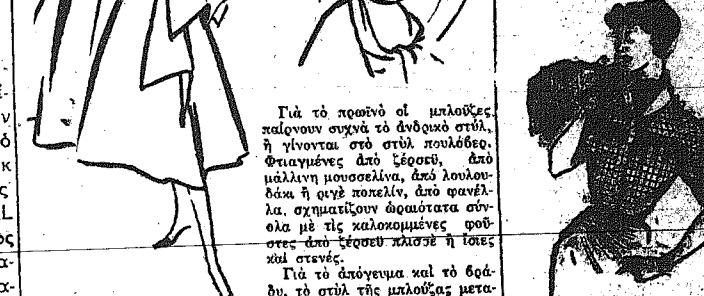 ν
δ
κ
ς
L
ος
α-
α-
Γιὰ τὸ πρωϊνὸ οἱ μπλοῦζες
παίρνουν συχνὰ τὸ ἀνδρικὸ στύλ,
ἢ γίνονται στὸ στὺλ πουλόβερ.
Φτιαγμένες ἀπὸ ζέρσεϋ, ἀπὸ
μάλλινη μουσσελίνα, ἀπὸ λουλου-
δάκι ἢ ριγὲ ποπελίν, ἀπὸ φανέλ-
λα, σχηματίζουν ὡραιότατα σύν-
ολα μὲ τὶς καλοκομμένες φοῦ-
στες ἀπὸ ζέρσεϋ πλισσὲ ἢ ἴσιες
καὶ στενές.
Γιὰ τὸ ἀπόγευμα καὶ τὸ βρά-
δυ, τὸ στὺλ τῆς μπλούζας μετα-